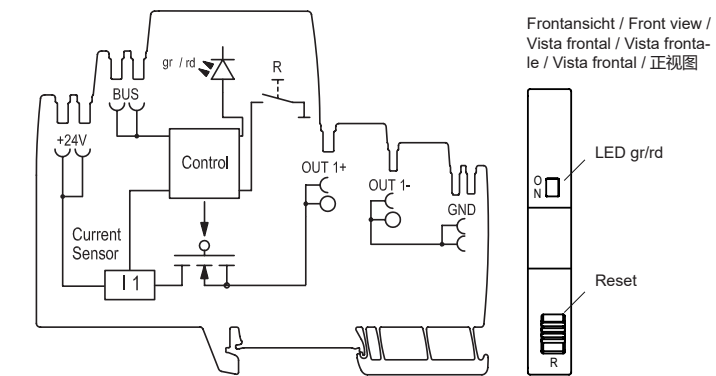 Frontansicht / Front view /
Vista frontal / Vista fronta-
le / Vista frontal / 正视图
gr / rd
R
BUS
+24V
Control
OUT 1+
OUT 1-
GND
Current
Sensor
I 1
O
N
LED gr/rd
Reset
R